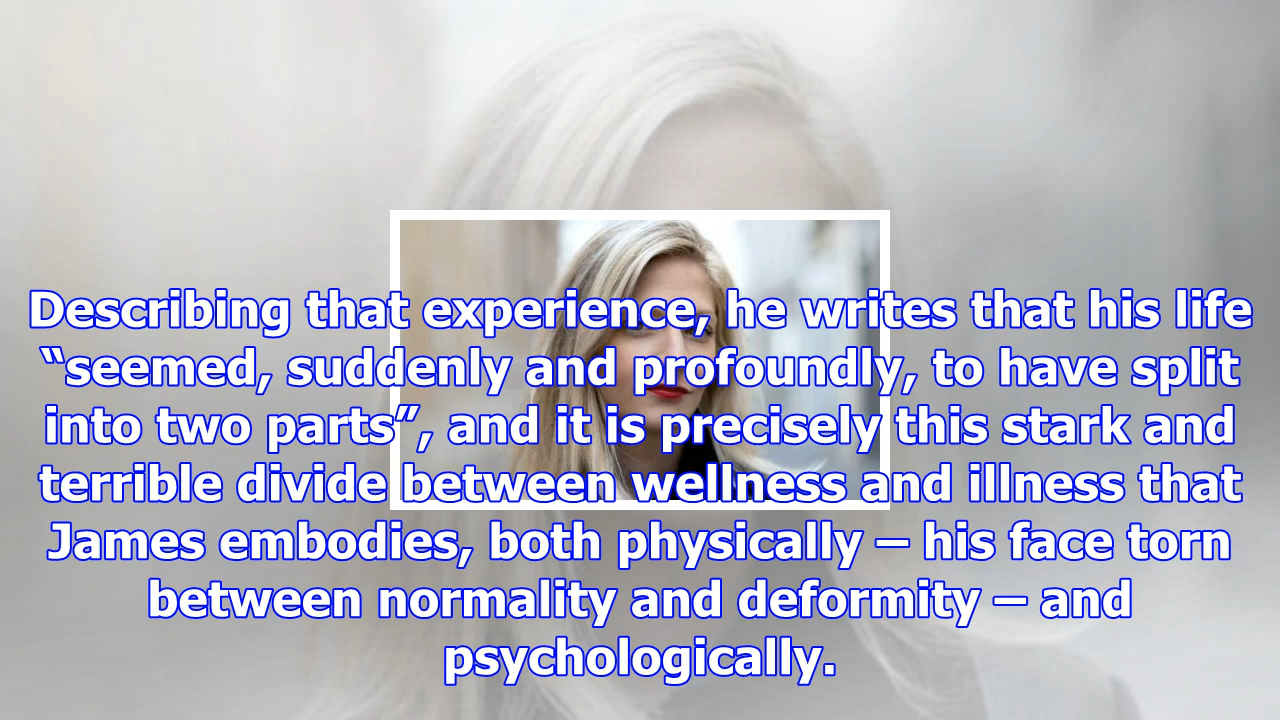 Describing that experience, he writes that his life
“seemed, suddenly and profoundly, to have split
into two parts”, and it is precisely this stark and
terrible divide between wellness and illness that
James embodies, both physically – his face torn
between normality and deformity – and
psychologically.